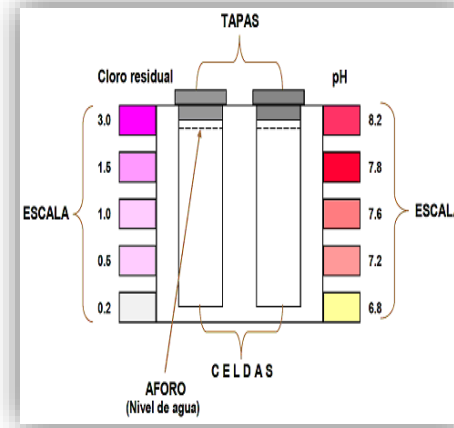 TAPAS
Cloro residual
pH
3.0
8.2
1.5
7.8
ESCALA
1.0
7.6
ESCAL
0.5
7.2
0.2
6.8
CELDAS
AFORO
(Nivel de agua)